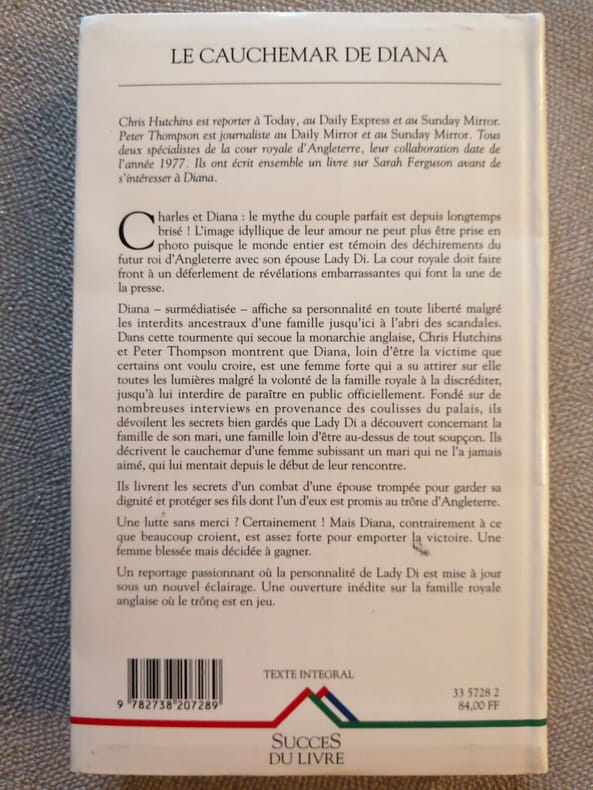 LE CAUCHEMAR DE DIANA
Chris Hutchins est reporter à Today, au Daily Express et au Sunday Mirror.
Peter Thompson est journaliste au Daily Mirror et au Sunday Mirror. Tous
deux spécialistes de la cour royale d'Angleterre, leur collaboration date de
l'année 1977. Ils ont écrit ensemble un livre sur Sarah Ferguson avant de
s'intéresser à Diana.
Charles et Diana : le mythe du couple parfait est depuis longtemps
brisé ! L'image idyllique de leur amour ne peut plus être prise en
photo puisque le monde entier est témoin des déchirements du
futur roi d'Angleterre avec son épouse Lady Di. La cour royale doit faire
front à un déferlement de révélations embarrassantes qui font la une de
la presse.
Diana – surmédiatisée – affiche sa personnalité en toute liberté malgré
les interdits ancestraux d'une famille jusqu'ici à l'abri des scandales.
Dans cette tourmente qui secoue la monarchie anglaise, Chris Hutchins
et Peter Thompson montrent que Diana, loin d'être la victime que
certains ont voulu croire, est une femme forte qui a su attirer sur elle
toutes les lumières malgré la volonté de la famille royale à la discréditer,
jusqu'à lui interdire de paraître en public officiellement. Fondé sur de
nombreuses interviews en provenance des coulisses du palais, ils
dévoilent les secrets bien gardés que Lady Di a découvert concernant la
famille de son mari, une famille loin d'être au-dessus de tout soupçon. Ils
décrivent le cauchemar d'une femme subissant un mari qui ne l'a jamais
aimé, qui lui mentait depuis le début de leur rencontre.
Ils livrent les secrets d'un combat d'une épouse trompée pour garder sa
dignité et protéger ses fils dont l'un d'eux est promis au trône d'Angleterre.
Une lutte sans merci ? Certainement ! Mais Diana, contrairement à ce
que beaucoup croient, est assez forte pour emporter la victoire. Une
femme blessée mais décidée à gagner.
Un reportage passionnant où la personnalité de Lady Di est mise à jour
sous un nouvel éclairage. Une ouverture inédite sur la famille royale
anglaise où le trône est en jeu.
TEXTE INTEGRAL
33 5728 2
84,00 FF
9 782738 207289
SUCCES
DU LIVRE